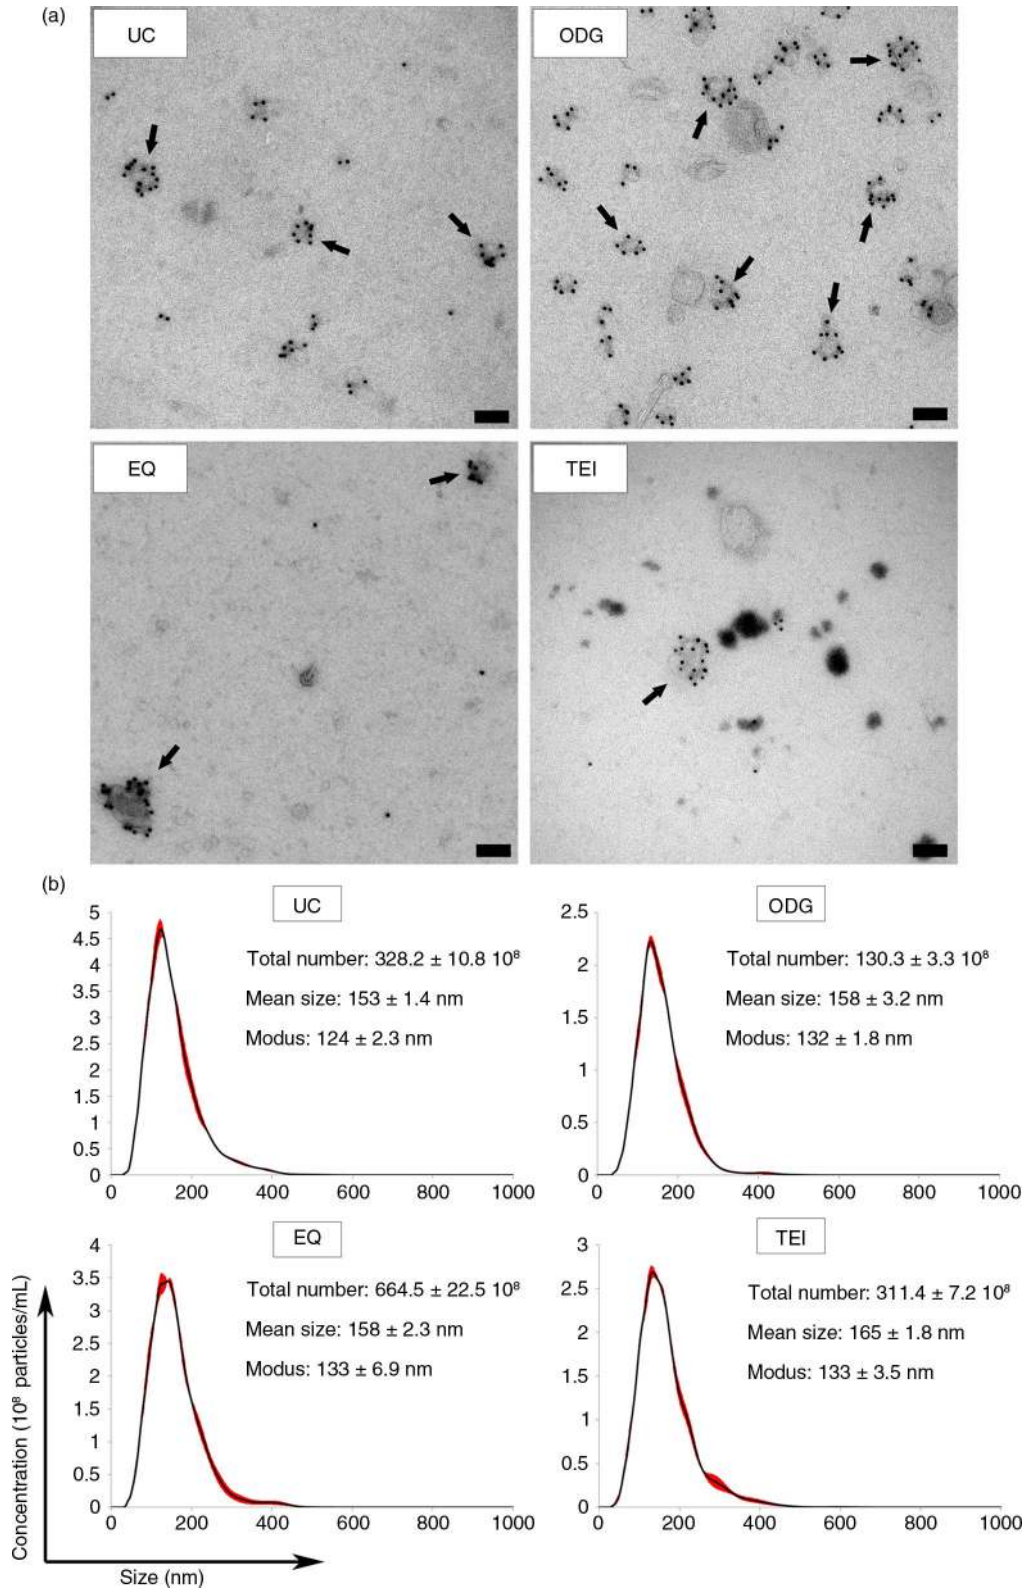 (a)
UC
ODG
EQ
TEI
(b)
UC
5
4.5
4
3.5
3
2.5
2
1.5
1
0.5
0
0 200 400 600 800 1000
Total number: 328.2 ± 10.8 10⁸
Mean size: 153 ± 1.4 nm
Modus: 124 ± 2.3 nm
ODG
2.5
2
1.5
1
0.5
0
0 200 400 600 800 1000
Total number: 130.3 ± 3.3 10⁸
Mean size: 158 ± 3.2 nm
Modus: 132 ± 1.8 nm
EQ
4
3.5
3
2.5
2
1.5
1
0.5
0
0 200 400 600 800 1000
Total number: 664.5 ± 22.5 10⁸
Mean size: 158 ± 2.3 nm
Modus: 133 ± 6.9 nm
TEI
3
2.5
2
1.5
1
0.5
0
0 200 400 600 800 1000
Total number: 311.4 ± 7.2 10⁸
Mean size: 165 ± 1.8 nm
Modus: 133 ± 3.5 nm
Concentration (10⁸ particles/mL)
Size (nm)